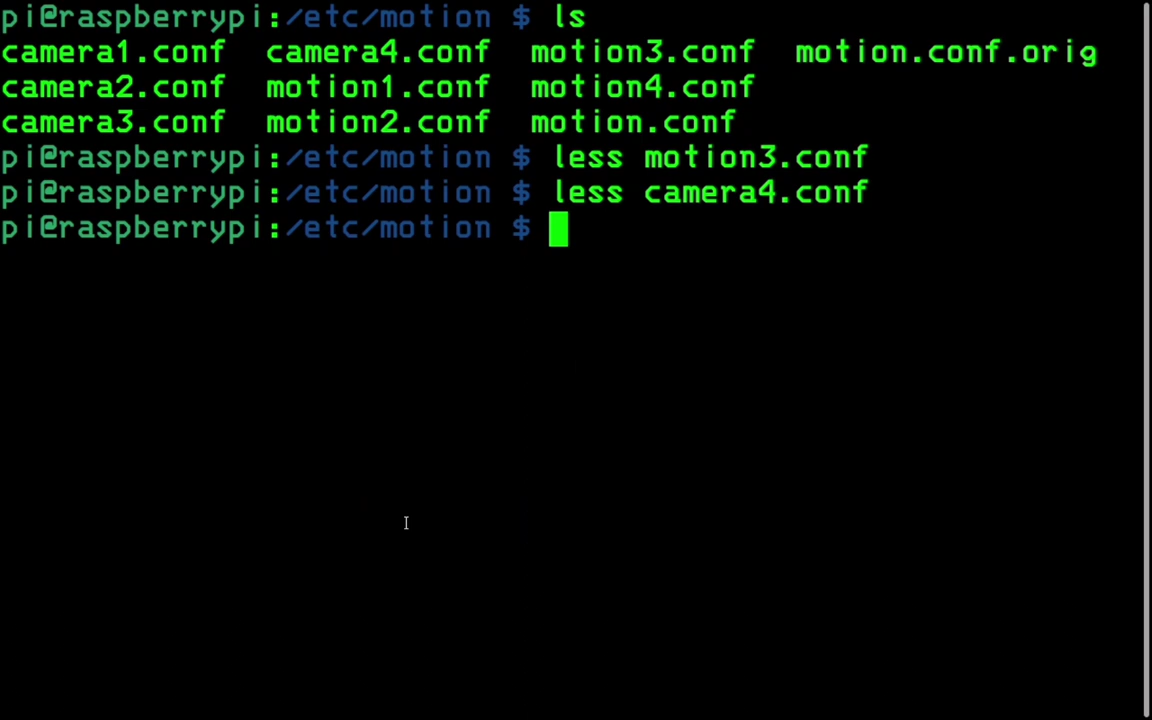 pi@raspberrypi:/etc/motion $ ls
camera1.conf  camera4.conf  motion3.conf  motion.conf.orig
camera2.conf  motion1.conf  motion4.conf
camera3.conf  motion2.conf  motion.conf
pi@raspberrypi:/etc/motion $ less motion3.conf
pi@raspberrypi:/etc/motion $ less camera4.conf
pi@raspberrypi:/etc/motion $